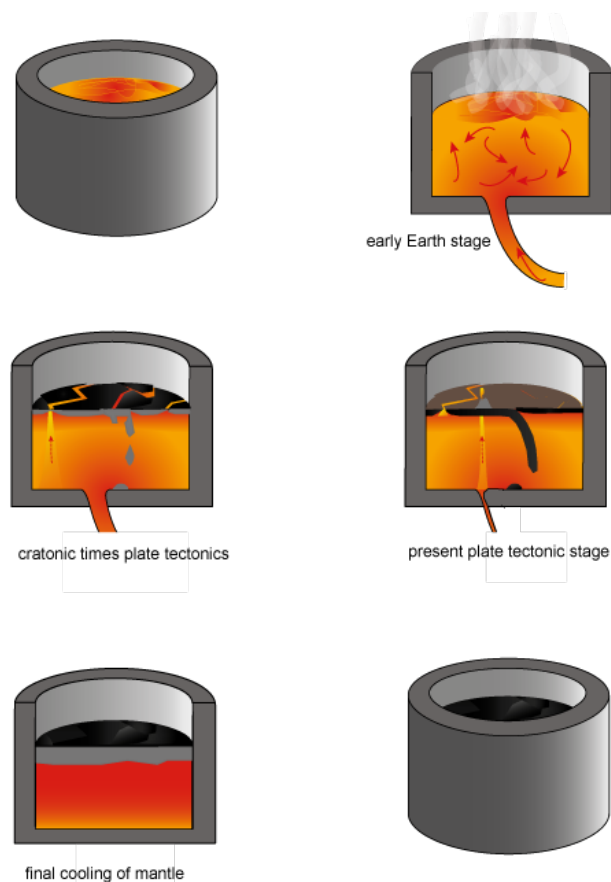 early Earth stage
cratonic times plate tectonics
present plate tectonic stage
final cooling of mantle